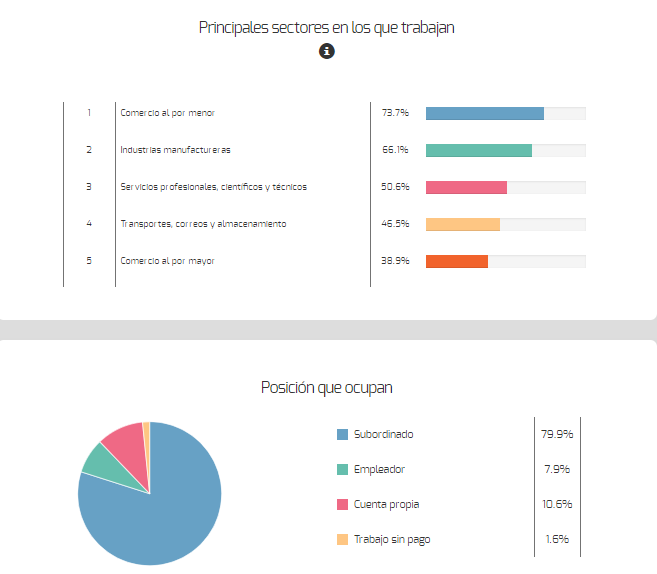 Principales sectores en los que trabajan
1 Comercio al por menor 73.7%
2 Industrias manufactureras 66.1%
3 Servicios profesionales, científicos y técnicos 50.6%
4 Transportes, correos y almacenamiento 46.5%
5 Comercio al por mayor 38.9%
Posición que ocupan
Subordinado 79.9%
Empleador 7.9%
Cuenta propia 10.6%
Trabajo sin pago 1.6%